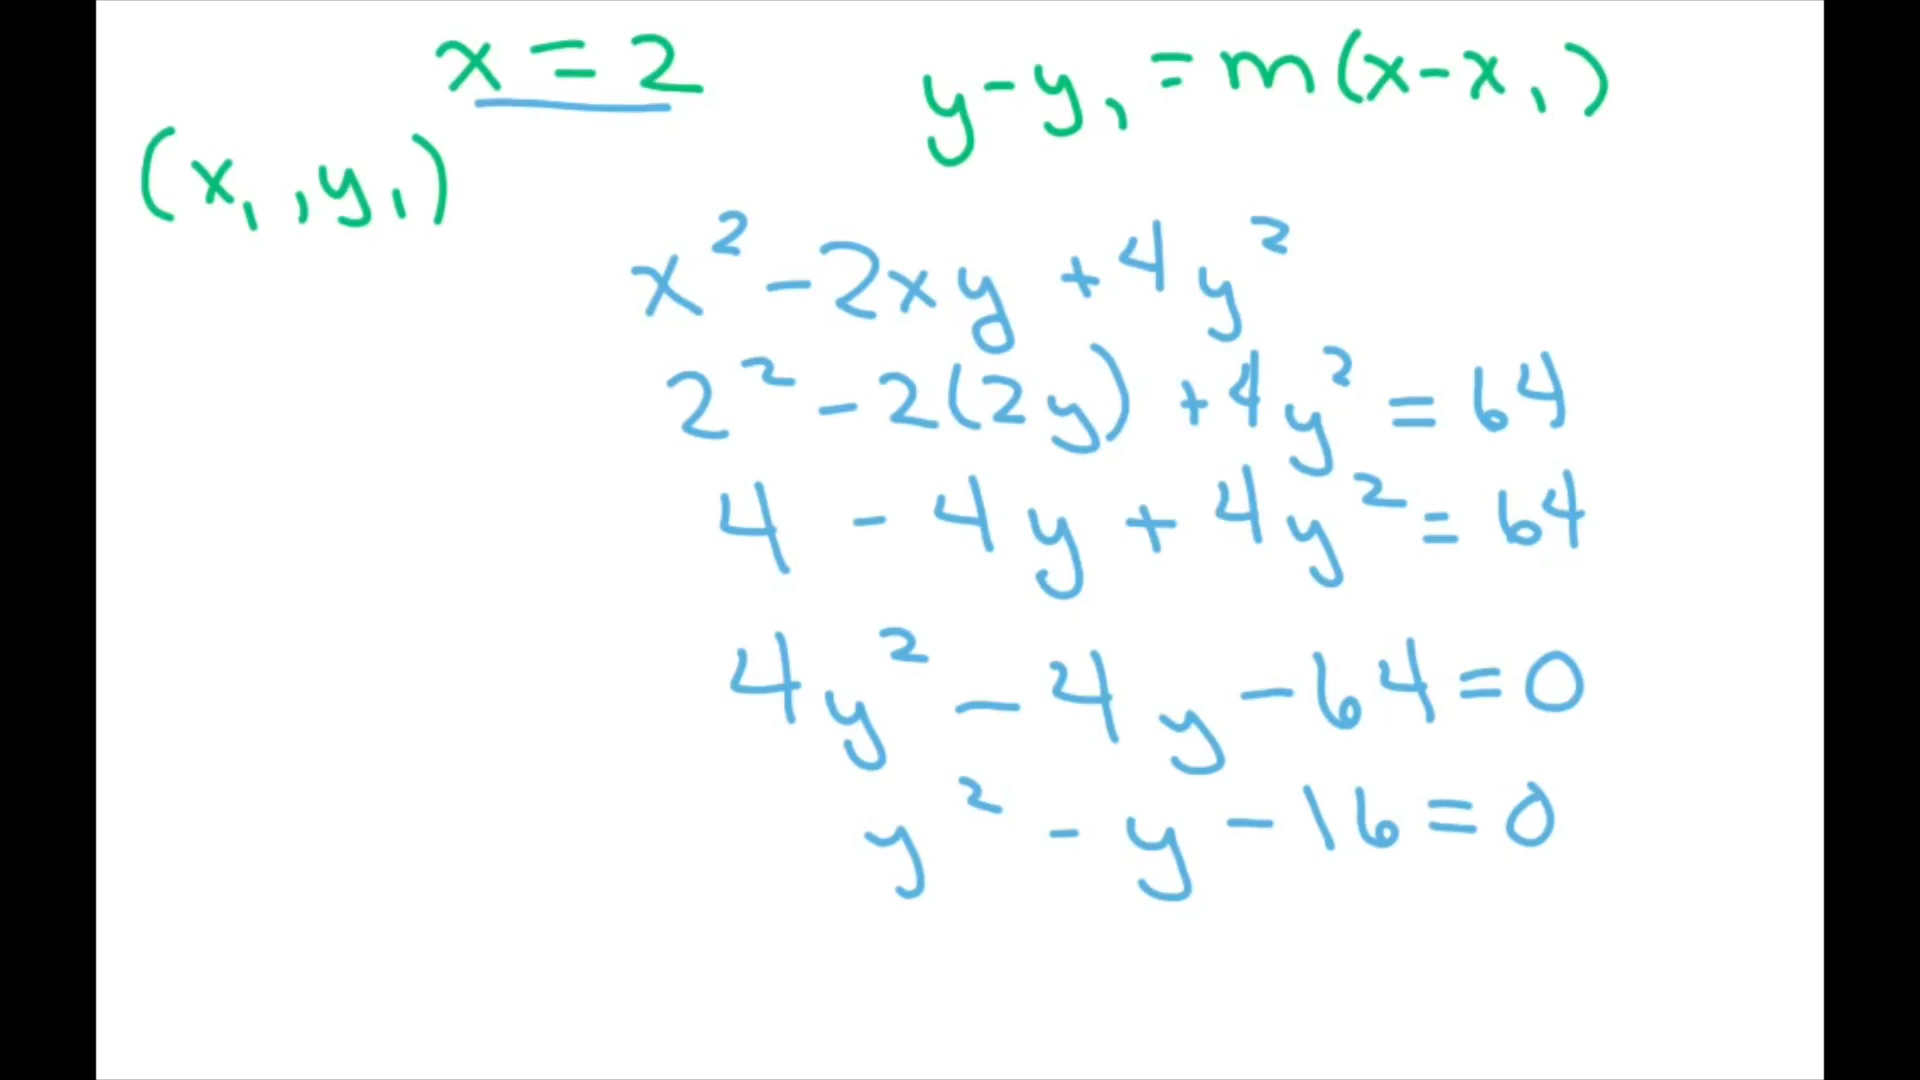 x = 2
y - y₁ = m(x - x₁)
(x₁, y₁)
x² - 2xy + 4y²
2² - 2(2y) + 4y² = 64
4 - 4y + 4y² = 64
4y² - 4y - 64 = 0
y² - y - 16 = 0